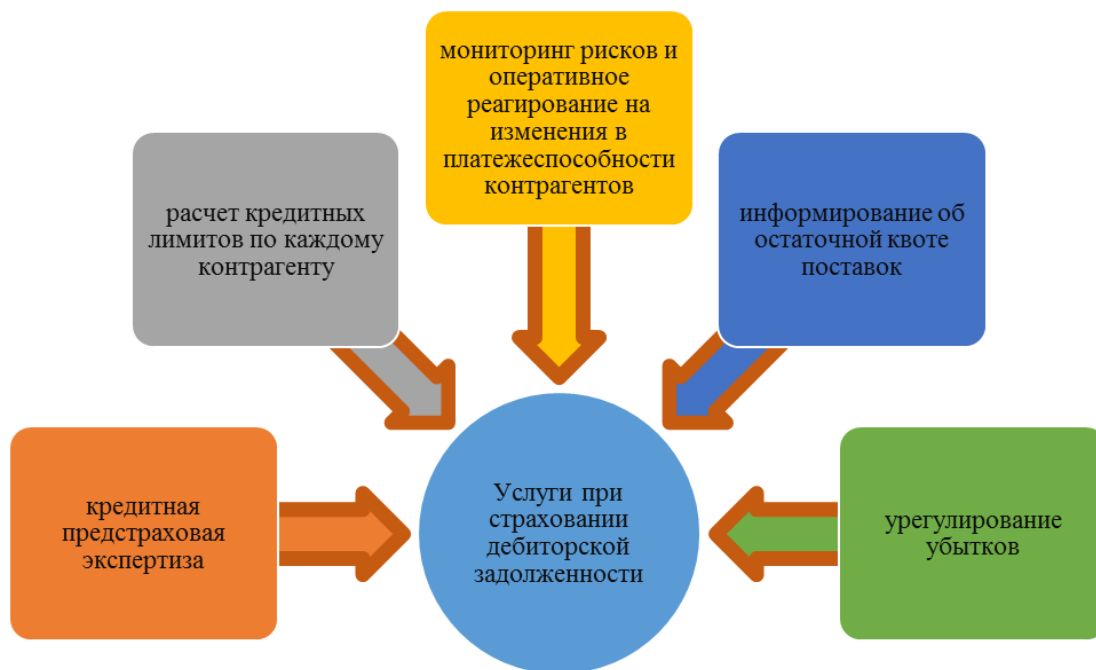 мониторинг рисков и
оперативное
реагирование на
изменения в
платежеспособности
контрагентов
расчет кредитных
лимитов по каждому
контрагенту
информирование об
остаточной квоте
поставок
кредитная
предстраховая
экспертиза
Услуги при
страховании
дебиторской
задолженности
урегулирование
убытков